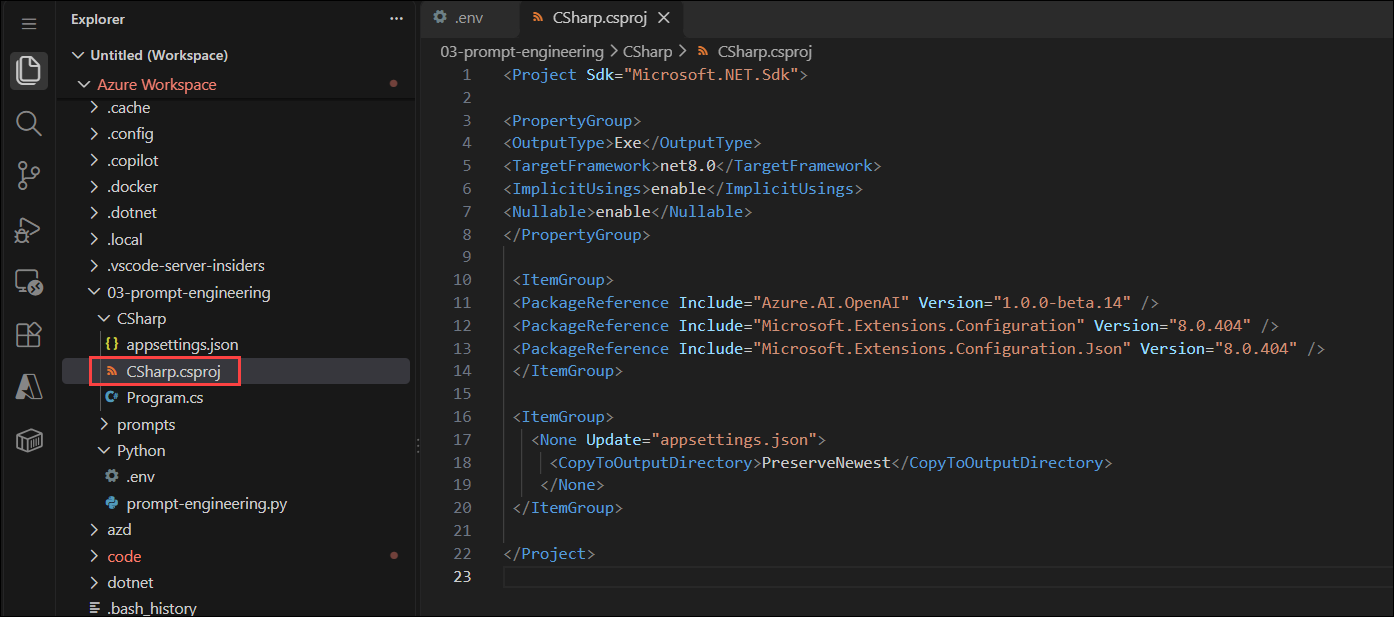 Explorer
Untitled (Workspace)
Azure Workspace
.cache
.config
.copilot
.docker
.dotnet
.local
.vscode-server-insiders
03-prompt-engineering
CSharp
{} appsettings.json
CSharp.csproj
C# Program.cs
prompts
Python
.env
prompt-engineering.py
azd
code
dotnet
.bash_history
.env
CSharp.csproj
03-prompt-engineering > CSharp > CSharp.csproj
1 <Project Sdk="Microsoft.NET.Sdk">
2
3 <PropertyGroup>
4 <OutputType>Exe</OutputType>
5 <TargetFramework>net8.0</TargetFramework>
6 <ImplicitUsings>enable</ImplicitUsings>
7 <Nullable>enable</Nullable>
8 </PropertyGroup>
9
10 <ItemGroup>
11 <PackageReference Include="Azure.AI.OpenAI" Version="1.0.0-beta.14" />
12 <PackageReference Include="Microsoft.Extensions.Configuration" Version="8.0.404" />
13 <PackageReference Include="Microsoft.Extensions.Configuration.Json" Version="8.0.404" />
14 </ItemGroup>
15
16 <ItemGroup>
17 <None Update="appsettings.json">
18 <CopyToOutputDirectory>PreserveNewest</CopyToOutputDirectory>
19 </None>
20 </ItemGroup>
21
22 </Project>
23